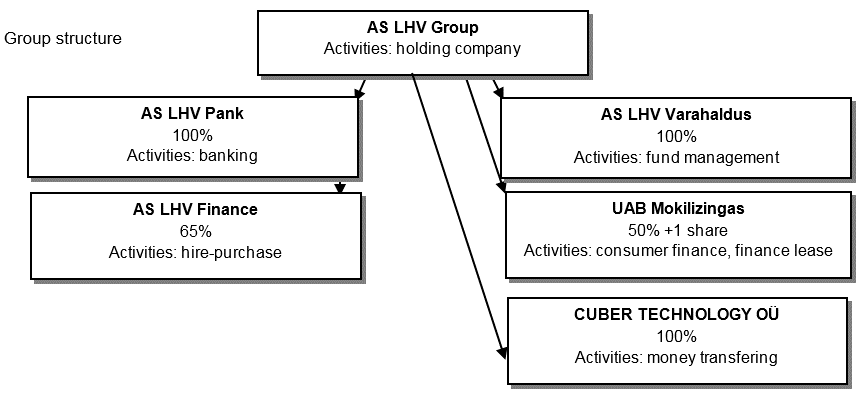 Group structure
AS LHV Group
Activities: holding company
AS LHV Pank
100%
Activities: banking
AS LHV Varahaldus
100%
Activities: fund management
AS LHV Finance
65%
Activities: hire-purchase
UAB Mokilizingas
50% +1 share
Activities: consumer finance, finance lease
CUBER TECHNOLOGY OÜ
100%
Activities: money transfering